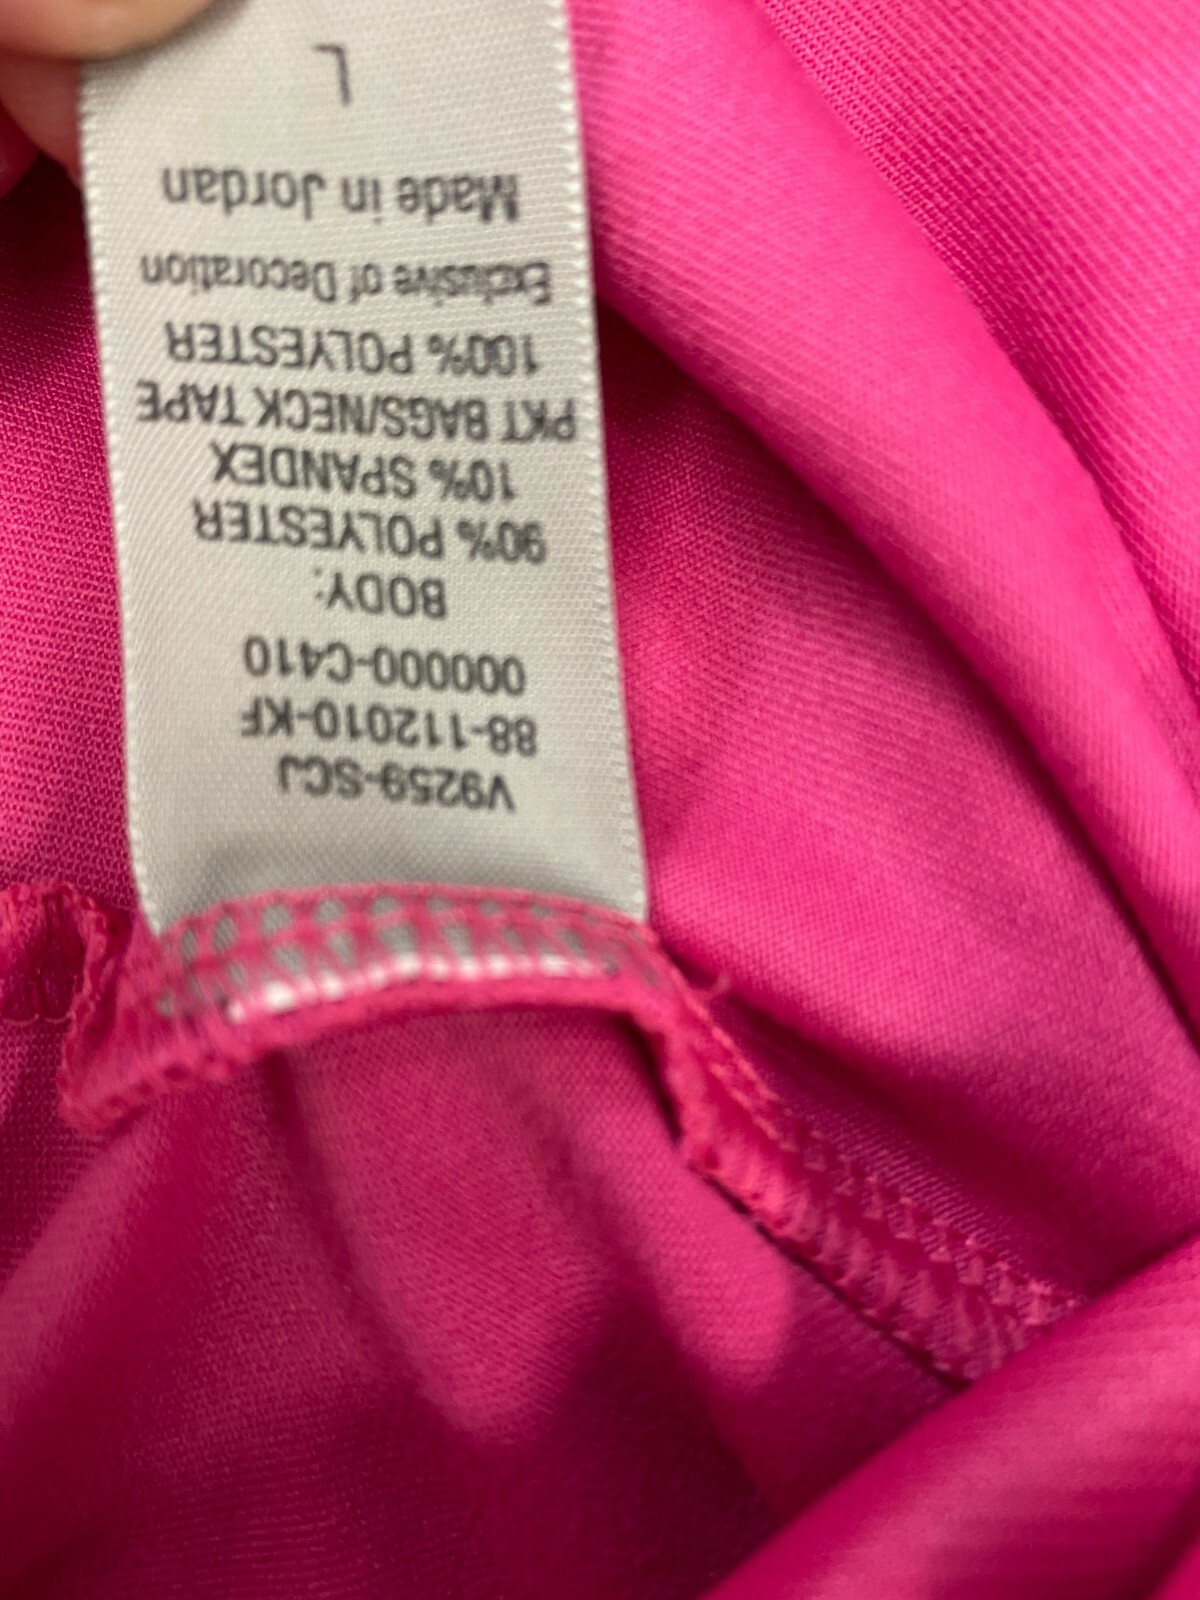 V9259-SCJ
88-112010-KF
000000-C410
BODY:
90% POLYESTER
10% SPANDEX
PKT BAGS/NECK TAPE
100% POLYESTER
Exclusive of Decoration
Made in Jordan
L